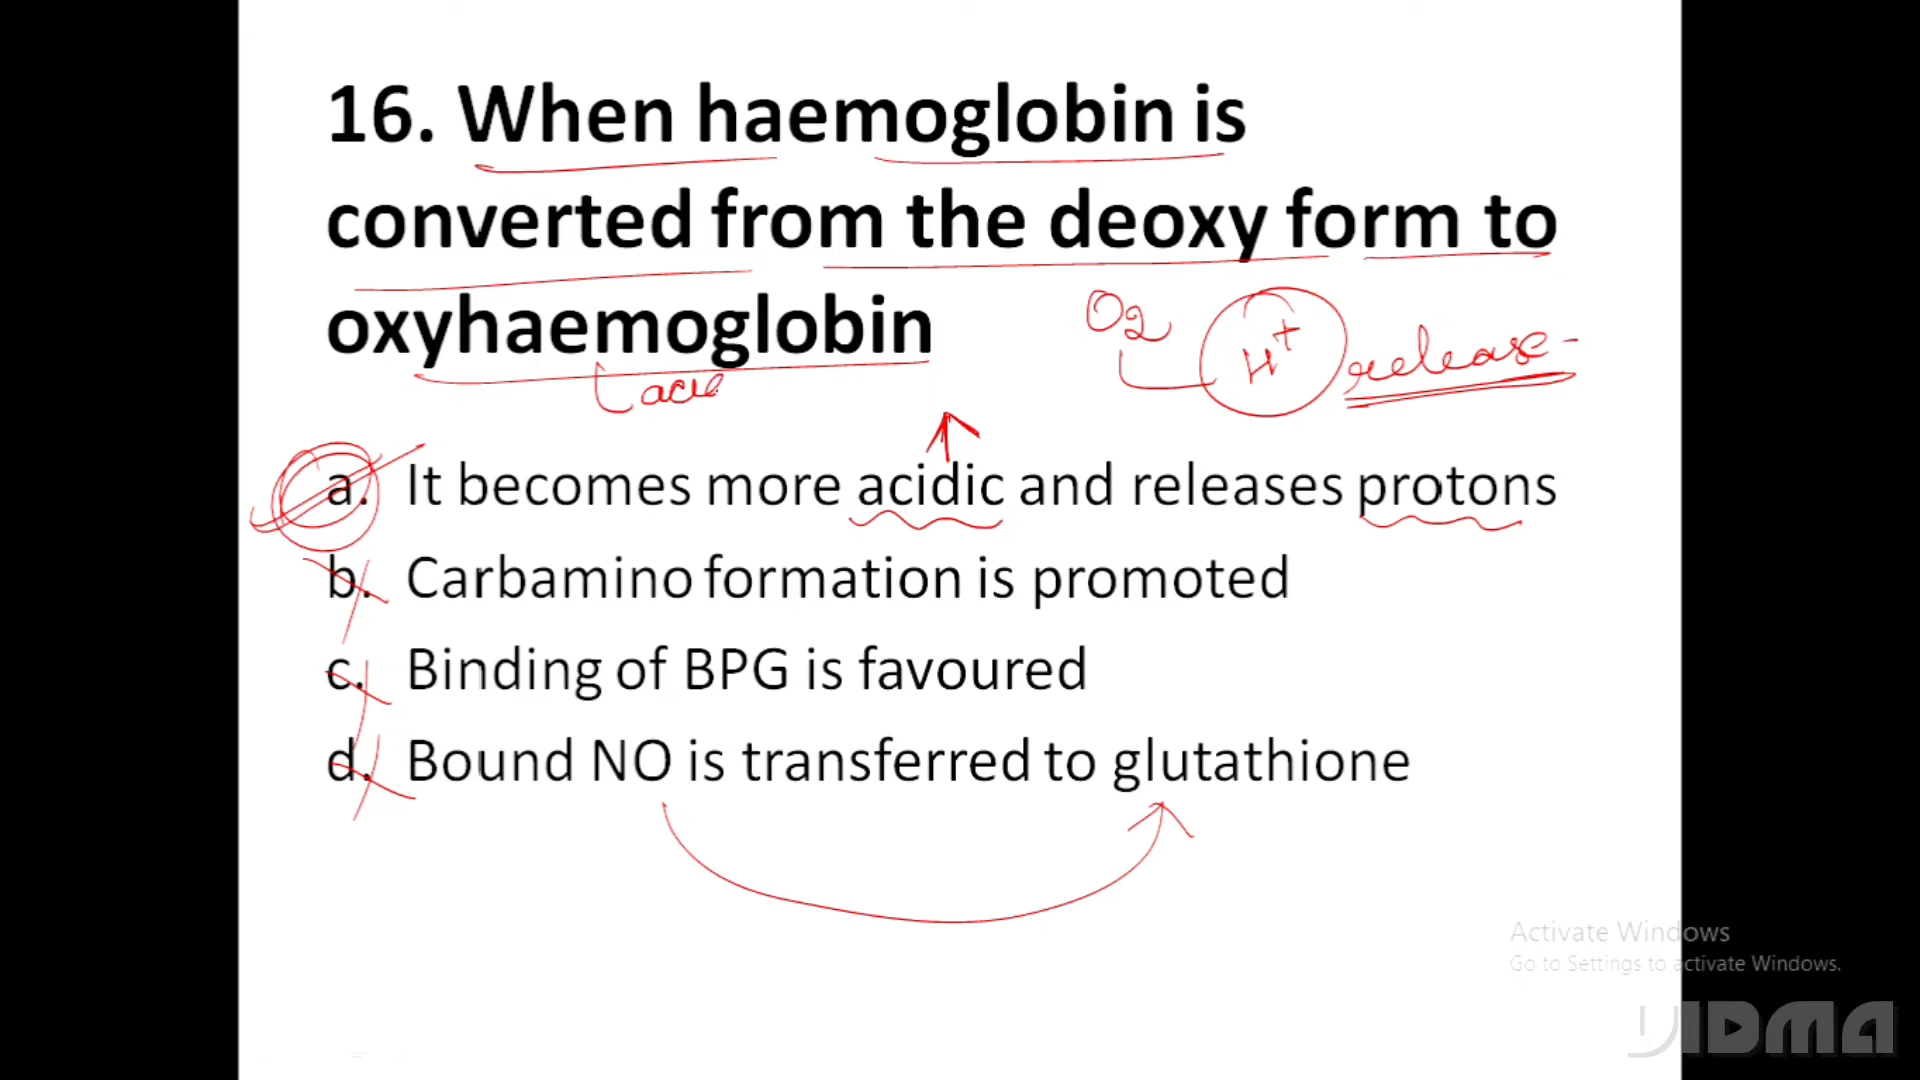 16. When haemoglobin is
converted from the deoxy form to
oxyhaemoglobin
O2 H+ release
a. It becomes more acidic and releases protons
b. Carbamino formation is promoted
c. Binding of BPG is favoured
d. Bound NO is transferred to glutathione
Activate Windows
Go to Settings to activate Windows.
VIDMA